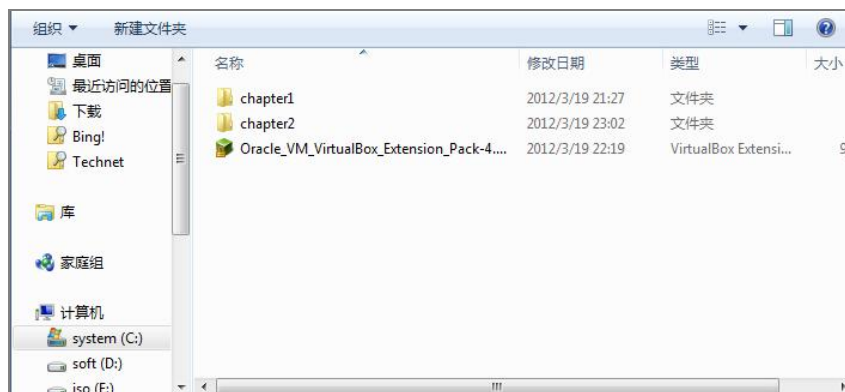 组织 新建文件夹
桌面
最近访问的位置
下载
Bing!
Technet
库
家庭组
计算机
system (C:)
soft (D:)
iso (E:)
名称 修改日期 类型 大小
chapter1 2012/3/19 21:27 文件夹
chapter2 2012/3/19 23:02 文件夹
Oracle_VM_VirtualBox_Extension_Pack-4.... 2012/3/19 22:19 VirtualBox Extensi... 9